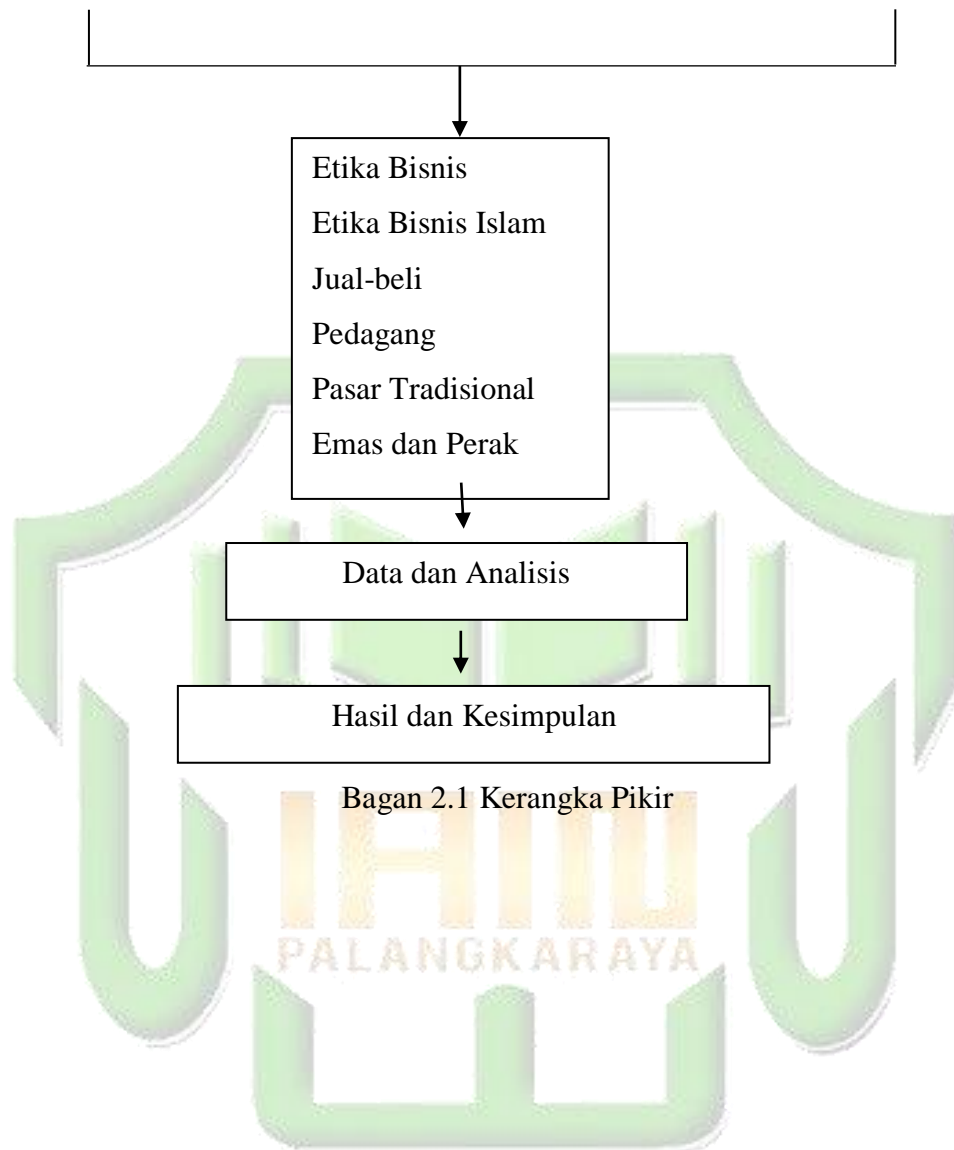 Etika Bisnis
Etika Bisnis Islam
Jual-beli
Pedagang
Pasar Tradisional
Emas dan Perak
Data dan Analisis
Hasil dan Kesimpulan
Bagan 2.1 Kerangka Pikir
IAIN
PALANGKARAYA